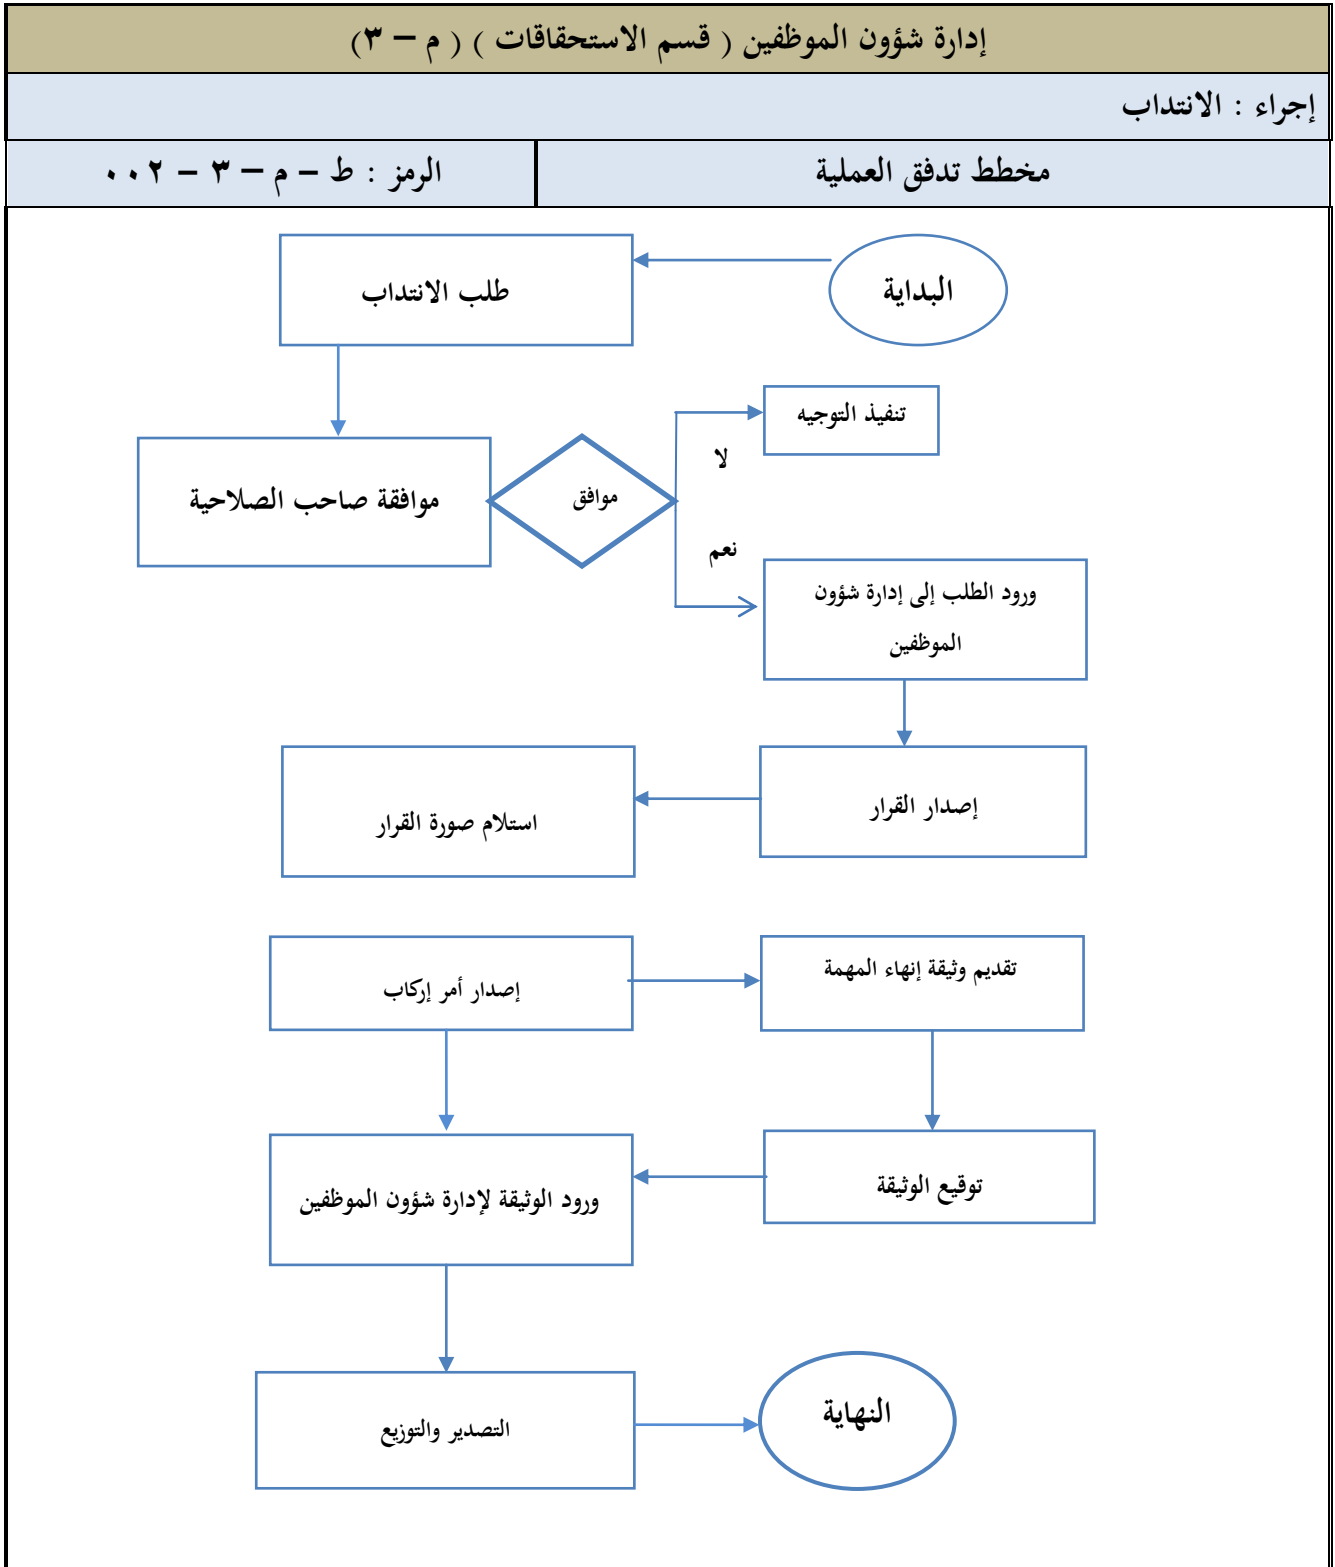 إدارة شؤون الموظفين ( قسم الاستحقاقات ) ( م – ٣)
إجراء : الانتداب
مخطط تدفق العملية
الرمز : ط – م – ٣ – ٠٠٢
البداية
طلب الانتداب
تنفيذ التوجيه
لا
موافق
موافقة صاحب الصلاحية
نعم
ورود الطلب إلى إدارة شؤون
الموظفين
إصدار القرار
استلام صورة القرار
تقديم وثيقة إنهاء المهمة
إصدار أمر إركاب
توقيع الوثيقة
ورود الوثيقة لإدارة شؤون الموظفين
النهاية
التصدير والتوزيع